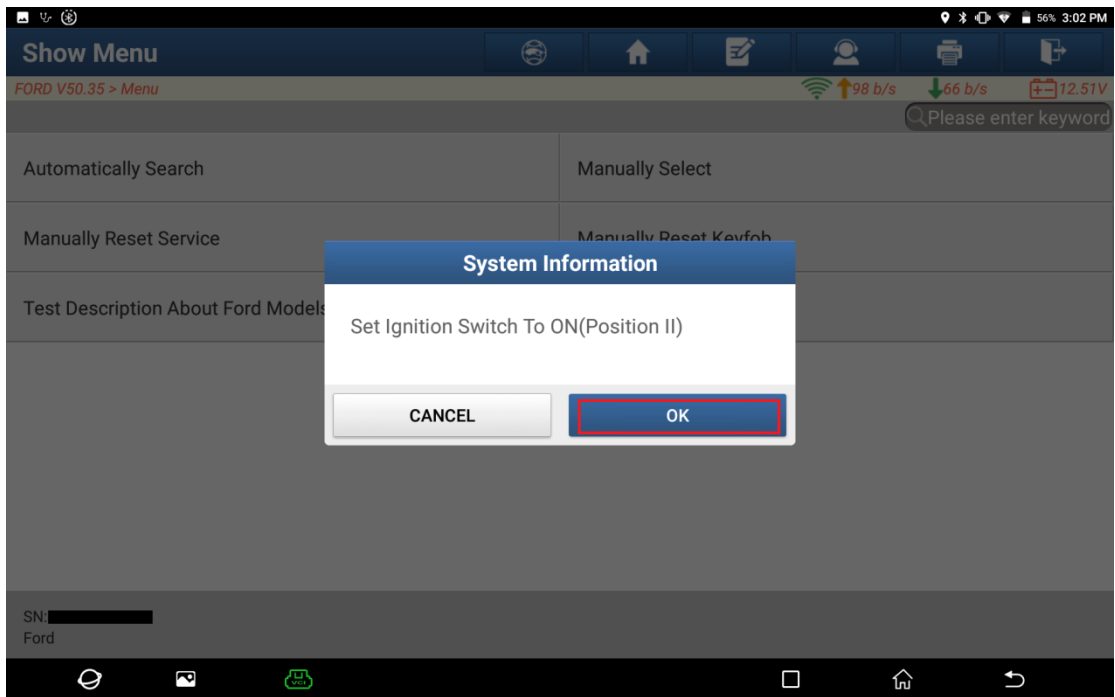 56% 3:02 PM
Show Menu
FORD V50.35 > Menu
98 b/s
66 b/s
12.51V
Please enter keyword
Automatically Search
Manually Select
Manually Reset Service
Manually Reset Keyfob
Test Description About Ford Models
System Information
Set Ignition Switch To ON(Position II)
CANCEL
OK
SN:
Ford
VCI